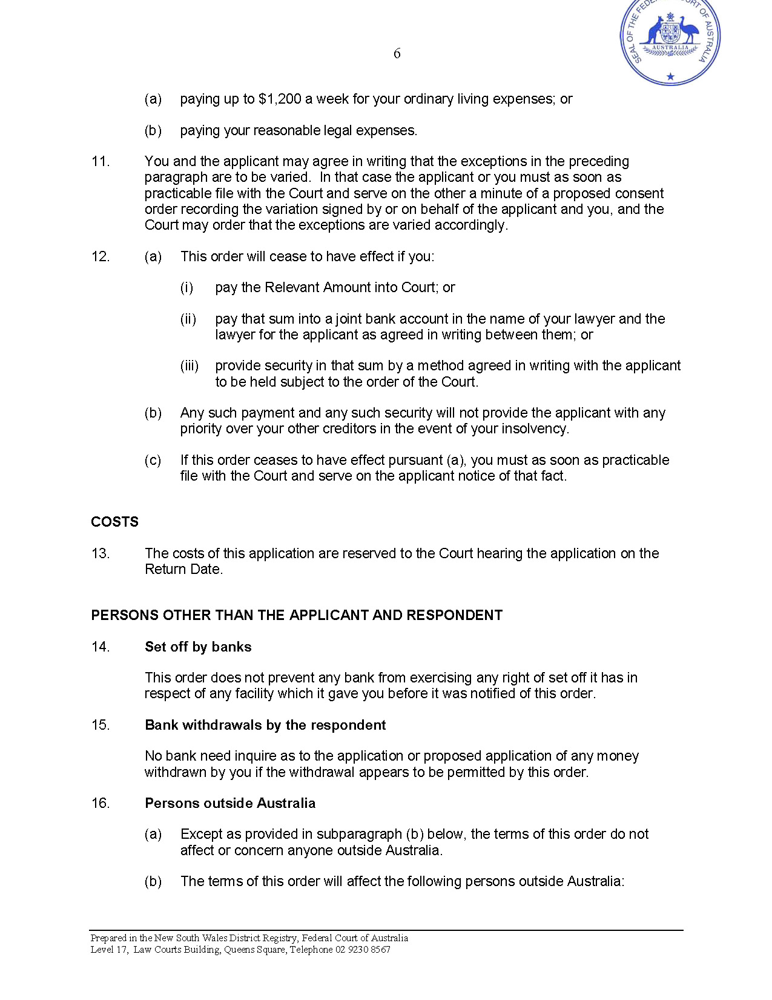 SEAL OF THE FEDERAL COURT OF AUSTRALIA
AUSTRALIA
6
(a) paying up to $1,200 a week for your ordinary living expenses; or
(b) paying your reasonable legal expenses.
11. You and the applicant may agree in writing that the exceptions in the preceding
paragraph are to be varied. In that case the applicant or you must as soon as
practicable file with the Court and serve on the other a minute of a proposed consent
order recording the variation signed by or on behalf of the applicant and you, and the
Court may order that the exceptions are varied accordingly.
12. (a) This order will cease to have effect if you:
(i) pay the Relevant Amount into Court; or
(ii) pay that sum into a joint bank account in the name of your lawyer and the
lawyer for the applicant as agreed in writing between them; or
(iii) provide security in that sum by a method agreed in writing with the applicant
to be held subject to the order of the Court.
(b) Any such payment and any such security will not provide the applicant with any
priority over your other creditors in the event of your insolvency.
(c) If this order ceases to have effect pursuant (a), you must as soon as practicable
file with the Court and serve on the applicant notice of that fact.
COSTS
13. The costs of this application are reserved to the Court hearing the application on the
Return Date.
PERSONS OTHER THAN THE APPLICANT AND RESPONDENT
14. Set off by banks
This order does not prevent any bank from exercising any right of set off it has in
respect of any facility which it gave you before it was notified of this order.
15. Bank withdrawals by the respondent
No bank need inquire as to the application or proposed application of any money
withdrawn by you if the withdrawal appears to be permitted by this order.
16. Persons outside Australia
(a) Except as provided in subparagraph (b) below, the terms of this order do not
affect or concern anyone outside Australia.
(b) The terms of this order will affect the following persons outside Australia:
Prepared in the New South Wales District Registry, Federal Court of Australia
Level 17, Law Courts Building, Queens Square, Telephone 02 9230 8567